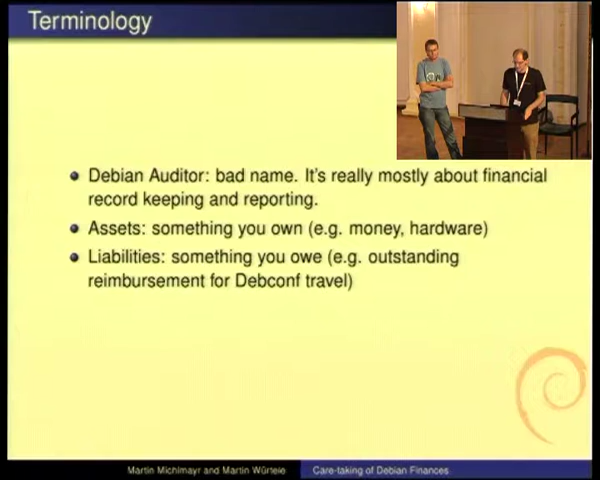 Terminology
Debian Auditor: bad name. It's really mostly about financial
record keeping and reporting.
Assets: something you own (e.g. money, hardware)
Liabilities: something you owe (e.g. outstanding
reimbursement for Debconf travel)
Martin Michlmayr and Martin Würtele
Care-taking of Debian Finances